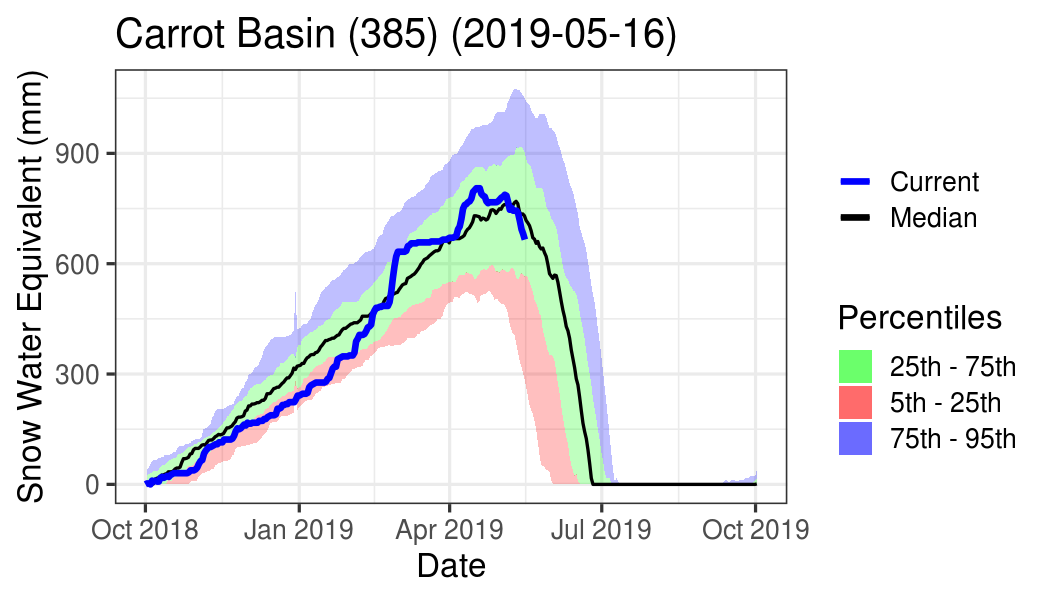 Carrot Basin (385) (2019-05-16)
Snow Water Equivalent (mm)
900
600
300
0
Oct 2018
Jan 2019
Apr 2019
Jul 2019
Oct 2019
Date
Current
Median
Percentiles
25th - 75th
5th - 25th
75th - 95th